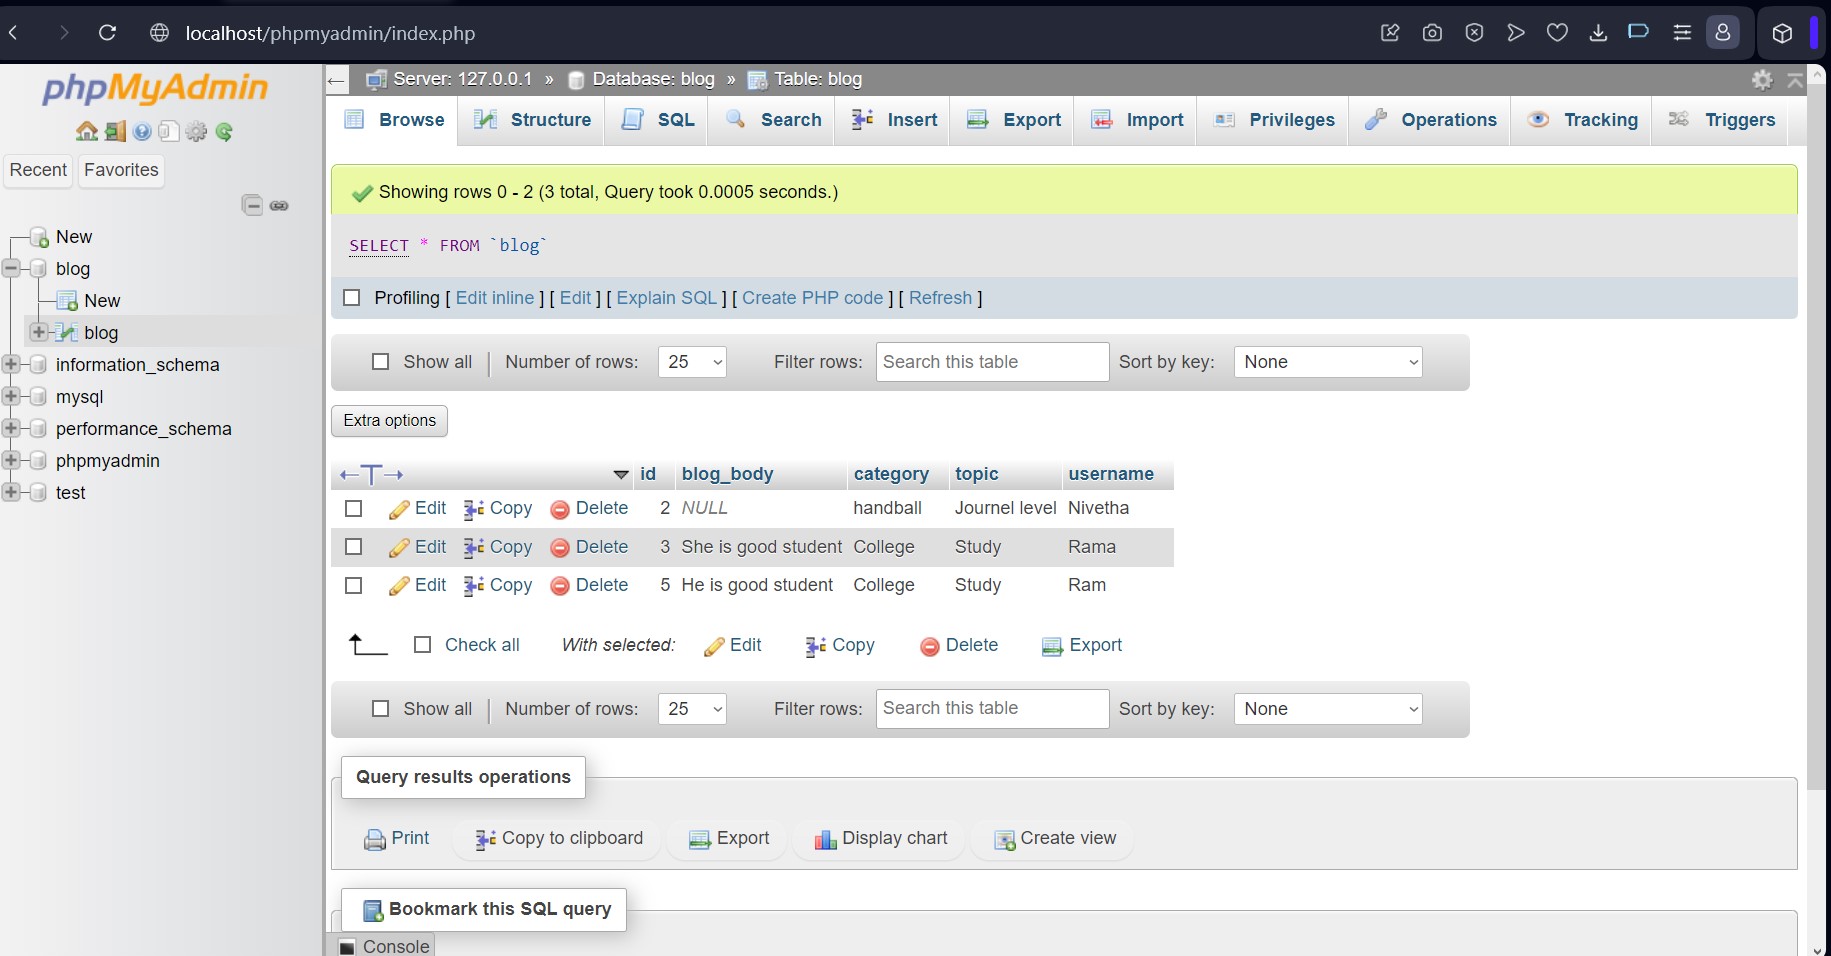 localhost/phpmyadmin/index.php
phpMyAdmin
Recent Favorites
New
blog
New
blog
information_schema
mysql
performance_schema
phpmyadmin
test
Server: 127.0.0.1 » Database: blog » Table: blog
Browse Structure SQL Search Insert Export Import Privileges Operations Tracking Triggers
Showing rows 0 - 2 (3 total, Query took 0.0005 seconds.)
SELECT * FROM `blog`
Profiling [ Edit inline ] [ Edit ] [ Explain SQL ] [ Create PHP code ] [ Refresh ]
Show all | Number of rows: 25 Filter rows: Search this table Sort by key: None
Extra options
←T→ id blog_body category topic username
Edit Copy Delete 2 NULL handball Journel level Nivetha
Edit Copy Delete 3 She is good student College Study Rama
Edit Copy Delete 5 He is good student College Study Ram
Check all With selected: Edit Copy Delete Export
Show all | Number of rows: 25 Filter rows: Search this table Sort by key: None
Query results operations
Print Copy to clipboard Export Display chart Create view
Bookmark this SQL query
Console